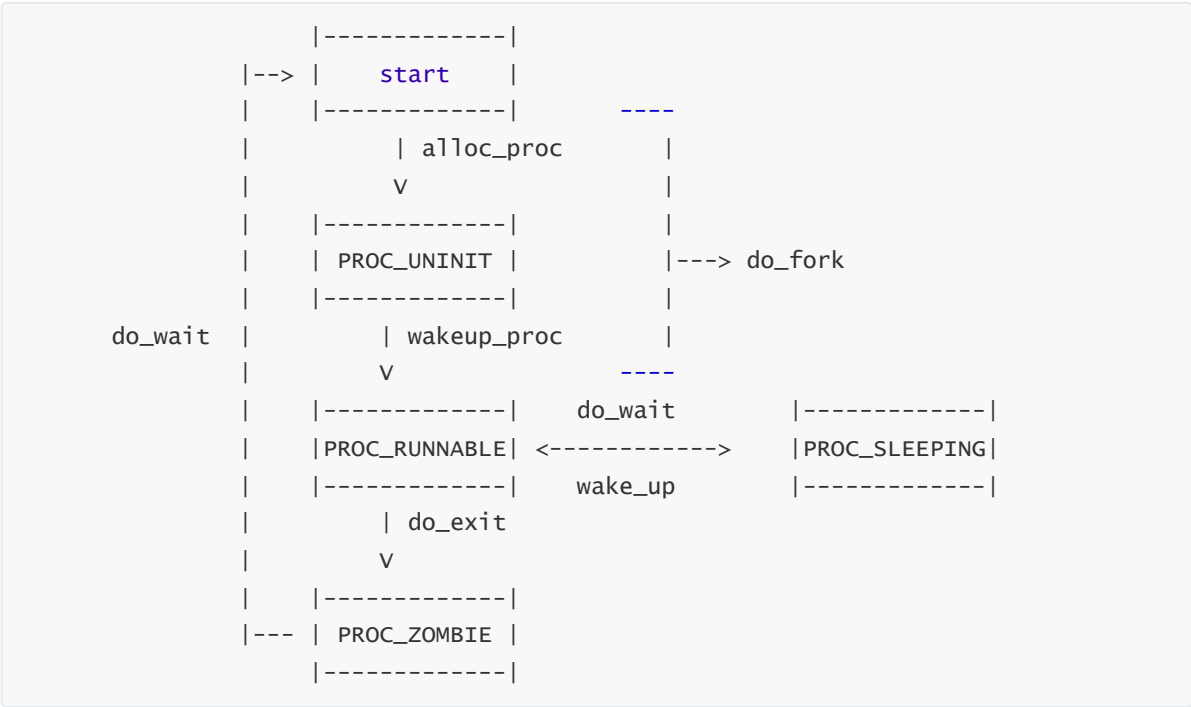 |-------------|
|--> |    start    |
|    |-------------|       ----
|          | alloc_proc       |
|          V                  |
|    |-------------|          |
|    | PROC_UNINIT |          |---> do_fork
|    |-------------|          |
do_wait  |         | wakeup_proc       |
|         V                ----
|    |-------------|    do_wait        |-------------|
|    |PROC_RUNNABLE| <------------>    |PROC_SLEEPING|
|    |-------------|    wake_up        |-------------|
|         | do_exit
|         V
|    |-------------|
|--- | PROC_ZOMBIE |
|-------------|